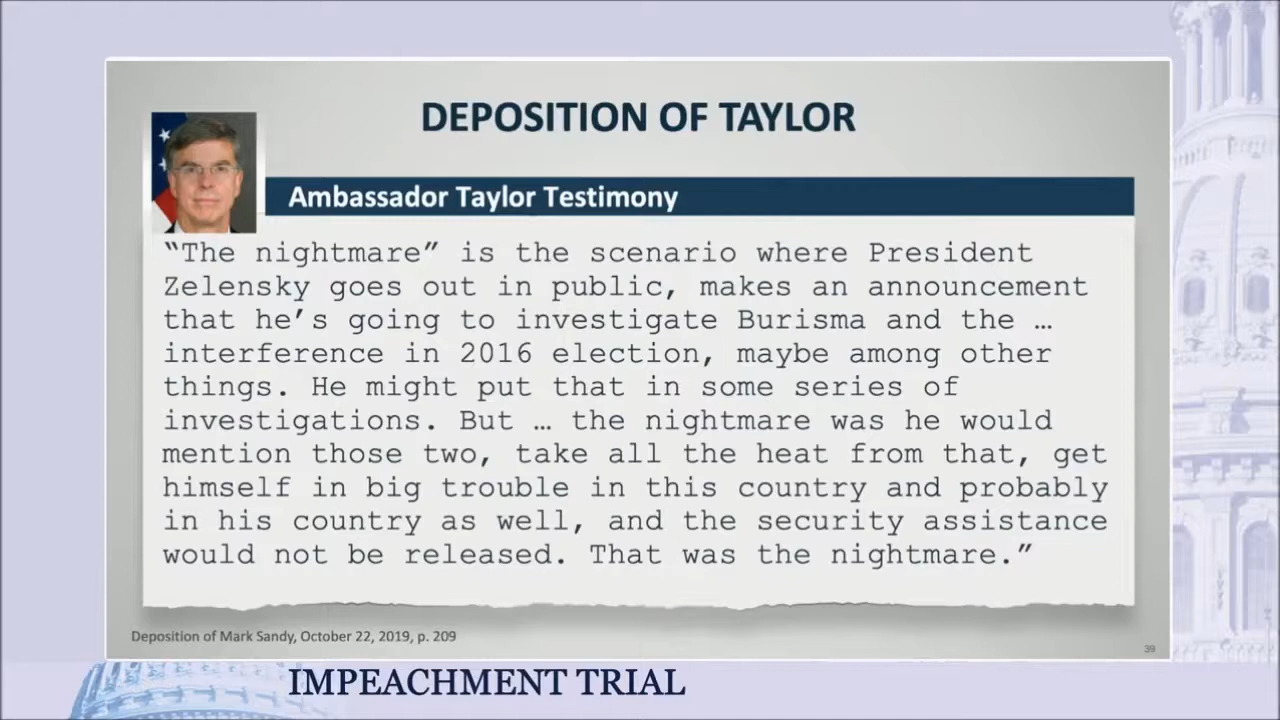 DEPOSITION OF TAYLOR
Ambassador Taylor Testimony
“The nightmare” is the scenario where President
Zelensky goes out in public, makes an announcement
that he’s going to investigate Burisma and the …
interference in 2016 election, maybe among other
things. He might put that in some series of
investigations. But … the nightmare was he would
mention those two, take all the heat from that, get
himself in big trouble in this country and probably
in his country as well, and the security assistance
would not be released. That was the nightmare.”
Deposition of Mark Sandy, October 22, 2019, p. 209
39
IMPEACHMENT TRIAL